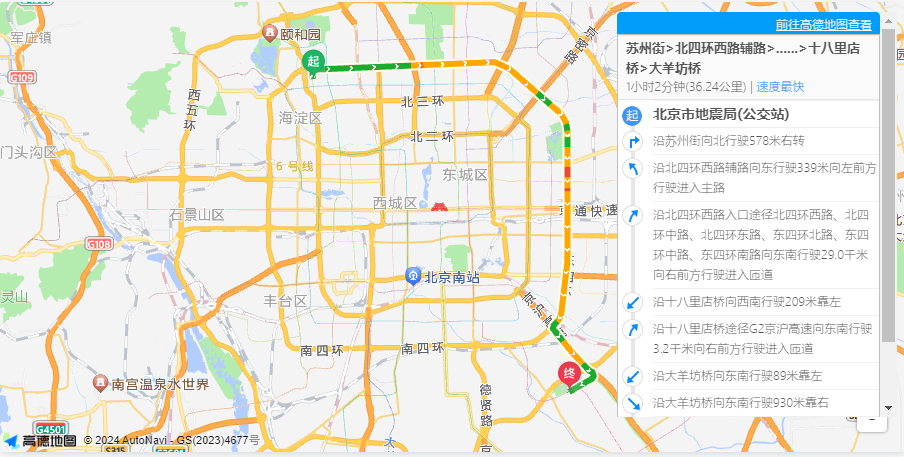 军庄镇
颐和园
前往高德地图查看
G109
起
苏州街>北四环西路辅路>......>十八里店
桥>大羊坊桥
1小时2分钟(36.24公里) | 速度最快
西五环
北三环
海淀区
起
北京市地震局(公交站)
北二环
沿苏州街向北行驶578米右转
门头沟区
6号线
东城区
沿北四环西路辅路向东行驶339米向左前方
行驶进入主路
石景山区
西城区
京通快速
沿北四环西路入口途径北四环西路、北四
环中路、北四环东路、东四环北路、东四
环中路、东四环南路向东南行驶29.0千米
向右前方行驶进入匝道
G108
北京南站
灵山
丰台区
沿十八里店桥向西南行驶209米靠左
沿十八里店桥途径G2京沪高速向东南行驶
3.2千米向右前方行驶进入匝道
南四环
南四环
终
沿大羊坊桥向东南行驶89米靠左
南宫温泉水世界
德贤路
沿大羊坊桥向东南行驶930米靠右
G4501
高德地图
© 2024 AutoNavi - GS(2023)4677号
S315